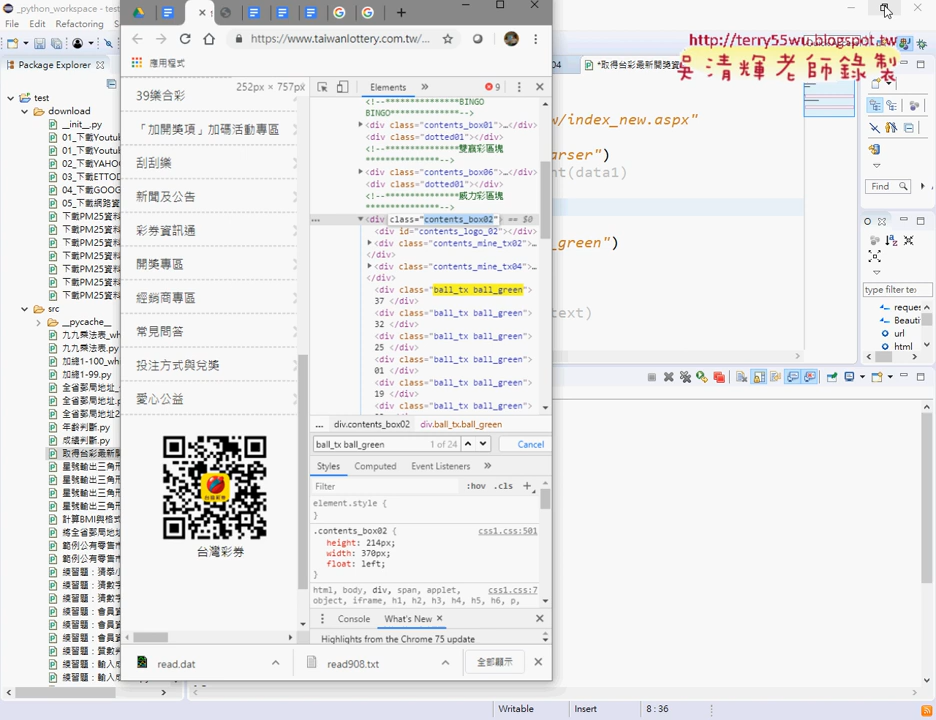 _python_workspace - test
File Edit Refactoring
Package Explorer
test
download
__init__.py
01_下載Youtub
01_下載Youtub
02_下載YAHO
03_下載ETTOD
04_下載GOOG
05_下載網路資
下載PM25資料
下載PM25資料
下載PM25資料
下載PM25資料
下載PM25資料
下載PM25資料
下載PM25資料
src
__pycache__
九九乘法表_wh
九九乘法表.py
加總1-100_whi
加總1-99.py
全省郵局地址_
全省郵局地址.p
全省郵局地址2
年齡判斷.py
成績判斷.py
取得台彩最新開
星號輸出三角形
星號輸出三角形
星號輸出三角形
星號輸出三角形
計算BMI與格式
將全省郵局地址
範例公有零售市
範例公有零售市
練習題：清學小
練習題：清數字
練習題：清數字
練習題：會員資
練習題：會員資
練習題：會員資
練習題：質數判
練習題：輸入成
練習題：輸入成
https://www.taiwanlottery.com.tw/...
應用程式
252px × 757px
39樂合彩
「加開獎項」加碼活動專區
刮刮樂
新聞及公告
彩券資訊通
開獎專區
經銷商專區
常見問答
投注方式與兌獎
愛心公益
台灣彩券
台灣彩券
Elements
9
<!--**************BINGO
BINGO
**************-->
<div class="contents_box01">…</div>
<div class="dotted01"></div>
<!--**************雙贏彩區塊
**************-->
<div class="contents_box06">…</div>
<div class="dotted01"></div>
<!--**************威力彩區塊
**************-->
<div class="contents_box02"> == $0
<div id="contents_logo_02"></div>
<div class="contents_mine_tx02">…
</div>
<div class="contents_mine_tx04">…
</div>
<div class="ball_tx ball_green">
37 </div>
<div class="ball_tx ball_green">
32 </div>
<div class="ball_tx ball_green">
25 </div>
<div class="ball_tx ball_green">
01 </div>
<div class="ball_tx ball_green">
19 </div>
<div class="ball_tx ball_green">
... div.contents_box02 div.ball_tx.ball_green
ball_tx ball_green 1 of 24 Cancel
Styles Computed Event Listeners
Filter :hov .cls +
element.style {
}
.contents_box02 { css1.css:501
height: 214px;
width: 370px;
float: left;
}
html, body, div, span, applet, css1.css:7
object, iframe, h1, h2, h3, h4, h5, h6, p,
Console What's New
Highlights from the Chrome 75 update
read.dat
read908.txt
全部顯示
http://terry55wu.blogspot.tw
吳清輝老師錄製
04
*取得台彩最新開獎
w/index_new.aspx"
arser")
nt(data1)
_green")
text)
Find
type filter te
reques
Beauti
url
html
Writable Insert 8 : 36